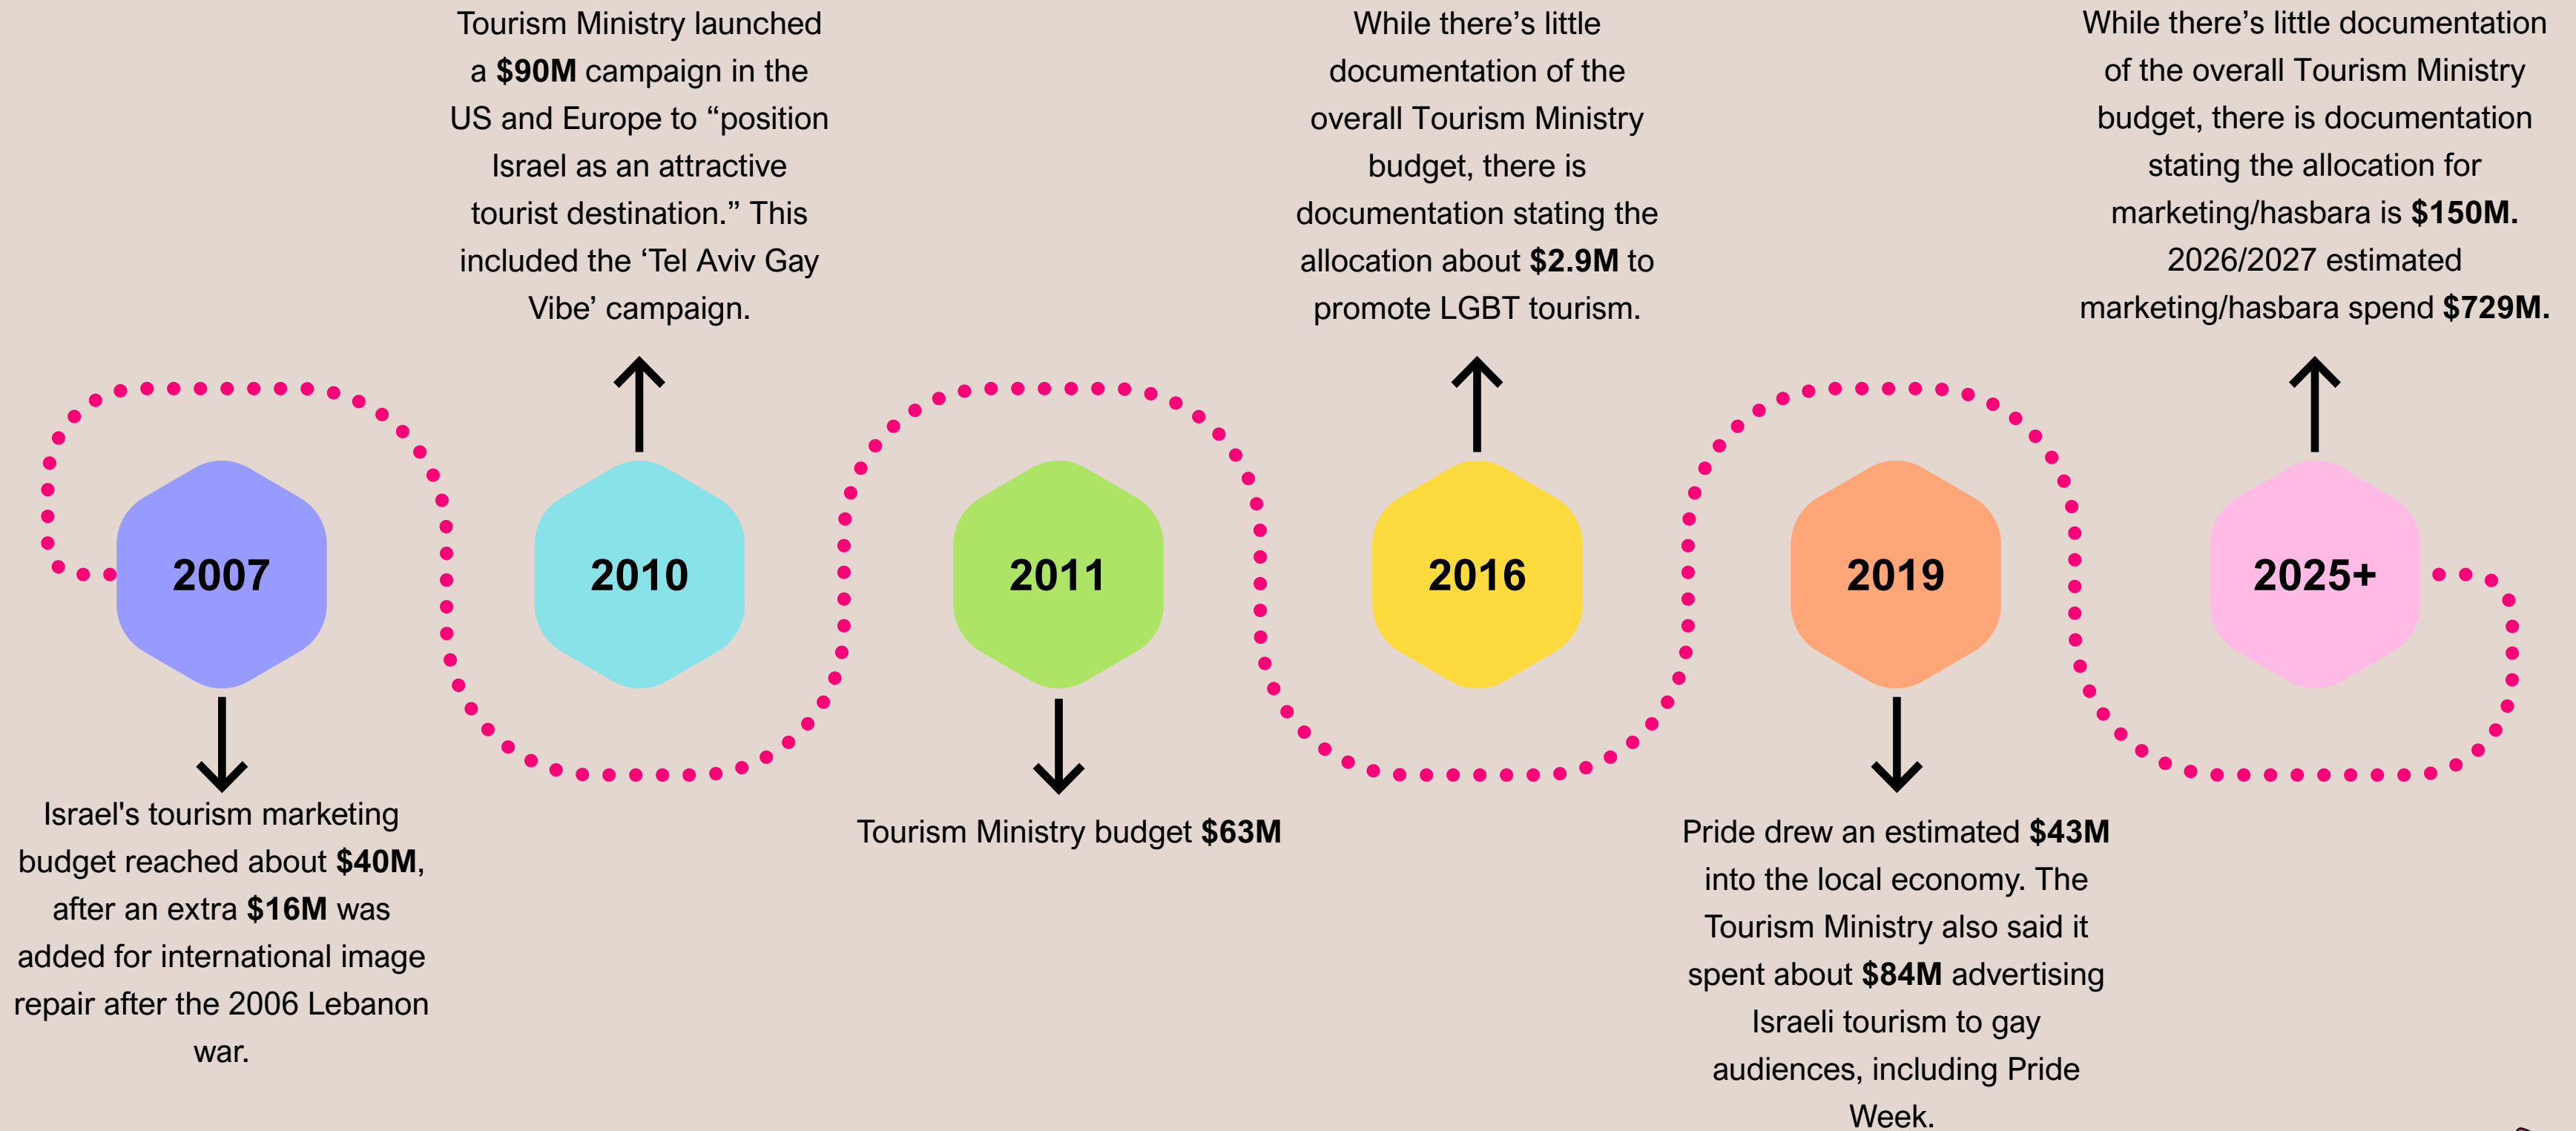 Tourism Ministry launched
a $90M campaign in the
US and Europe to “position
Israel as an attractive
tourist destination.” This
included the ‘Tel Aviv Gay
Vibe’ campaign.
While there’s little
documentation of the
overall Tourism Ministry
budget, there is
documentation stating the
allocation about $2.9M to
promote LGBT tourism.
While there’s little documentation
of the overall Tourism Ministry
budget, there is documentation
stating the allocation for
marketing/hasbara is $150M.
2026/2027 estimated
marketing/hasbara spend $729M.
2007
2010
2011
2016
2019
2025+
Israel's tourism marketing
budget reached about $40M,
after an extra $16M was
added for international image
repair after the 2006 Lebanon
war.
Tourism Ministry budget $63M
Pride drew an estimated $43M
into the local economy. The
Tourism Ministry also said it
spent about $84M advertising
Israeli tourism to gay
audiences, including Pride
Week.